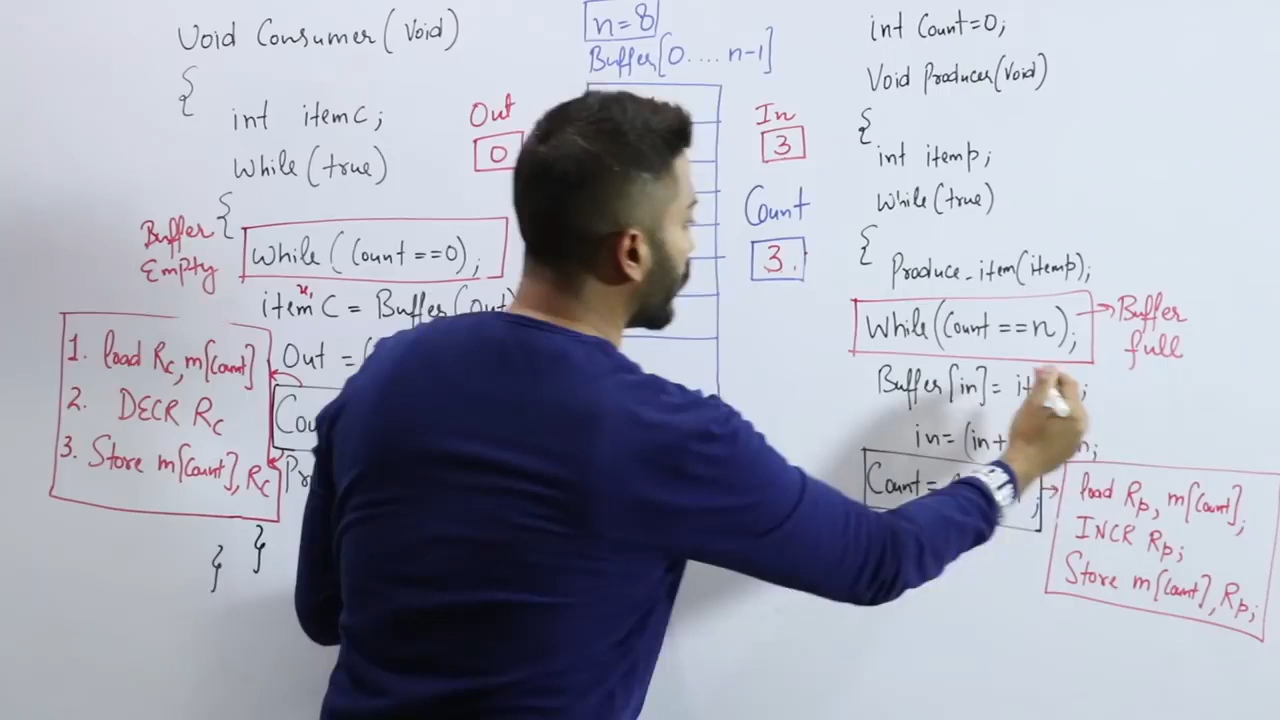 Void Consumer(Void)
{
int itemc;
While(true)
{
Buffer
Empty
While(Count==0);
itemC = Buffer(Out)
x,
1. load Rc, m[Count]
2. DECR Rc
3. Store m[Count], Rc
Out =
}
}
n=8
Buffer[0....n-1]
Out
0
In
3
Count
3.
int Count=0;
Void Producer(Void)
{
int itemp;
While(true)
{
Produce_item(itemp);
While(Count==n);
Buffer
full
Buffer[in]=
in=(in+
n;
Count=
;
load Rp, m[Count];
INCR Rp;
Store m[Count], Rp;